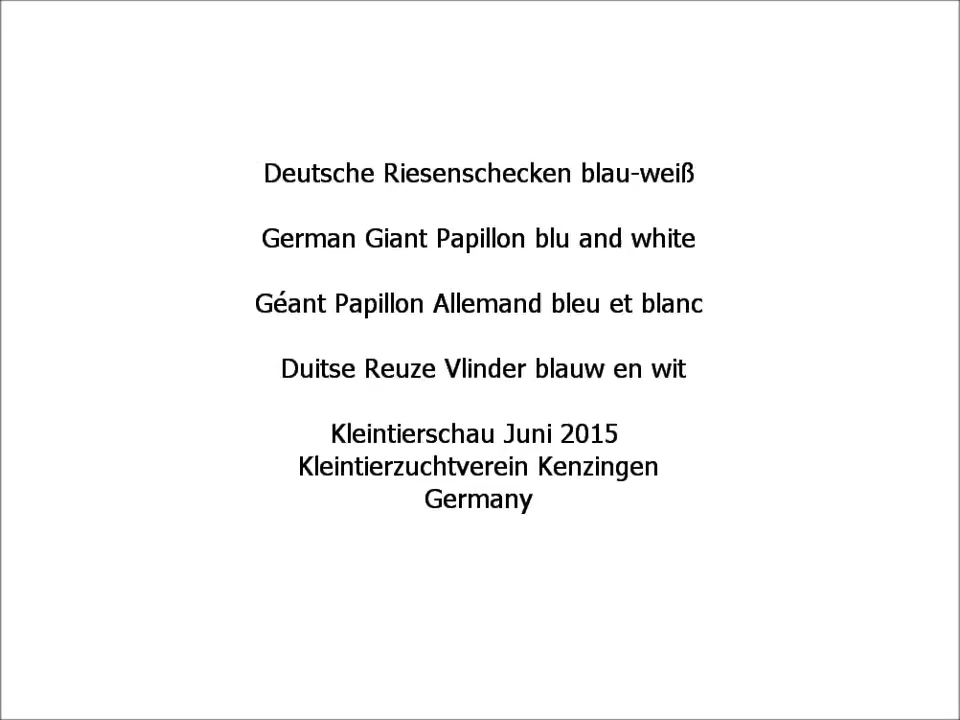 Deutsche Riesenschecken blau-weiß
German Giant Papillon blu and white
Géant Papillon Allemand bleu et blanc
Duitse Reuze Vlinder blauw en wit
Kleintierschau Juni 2015
Kleintierzuchtverein Kenzingen
Germany